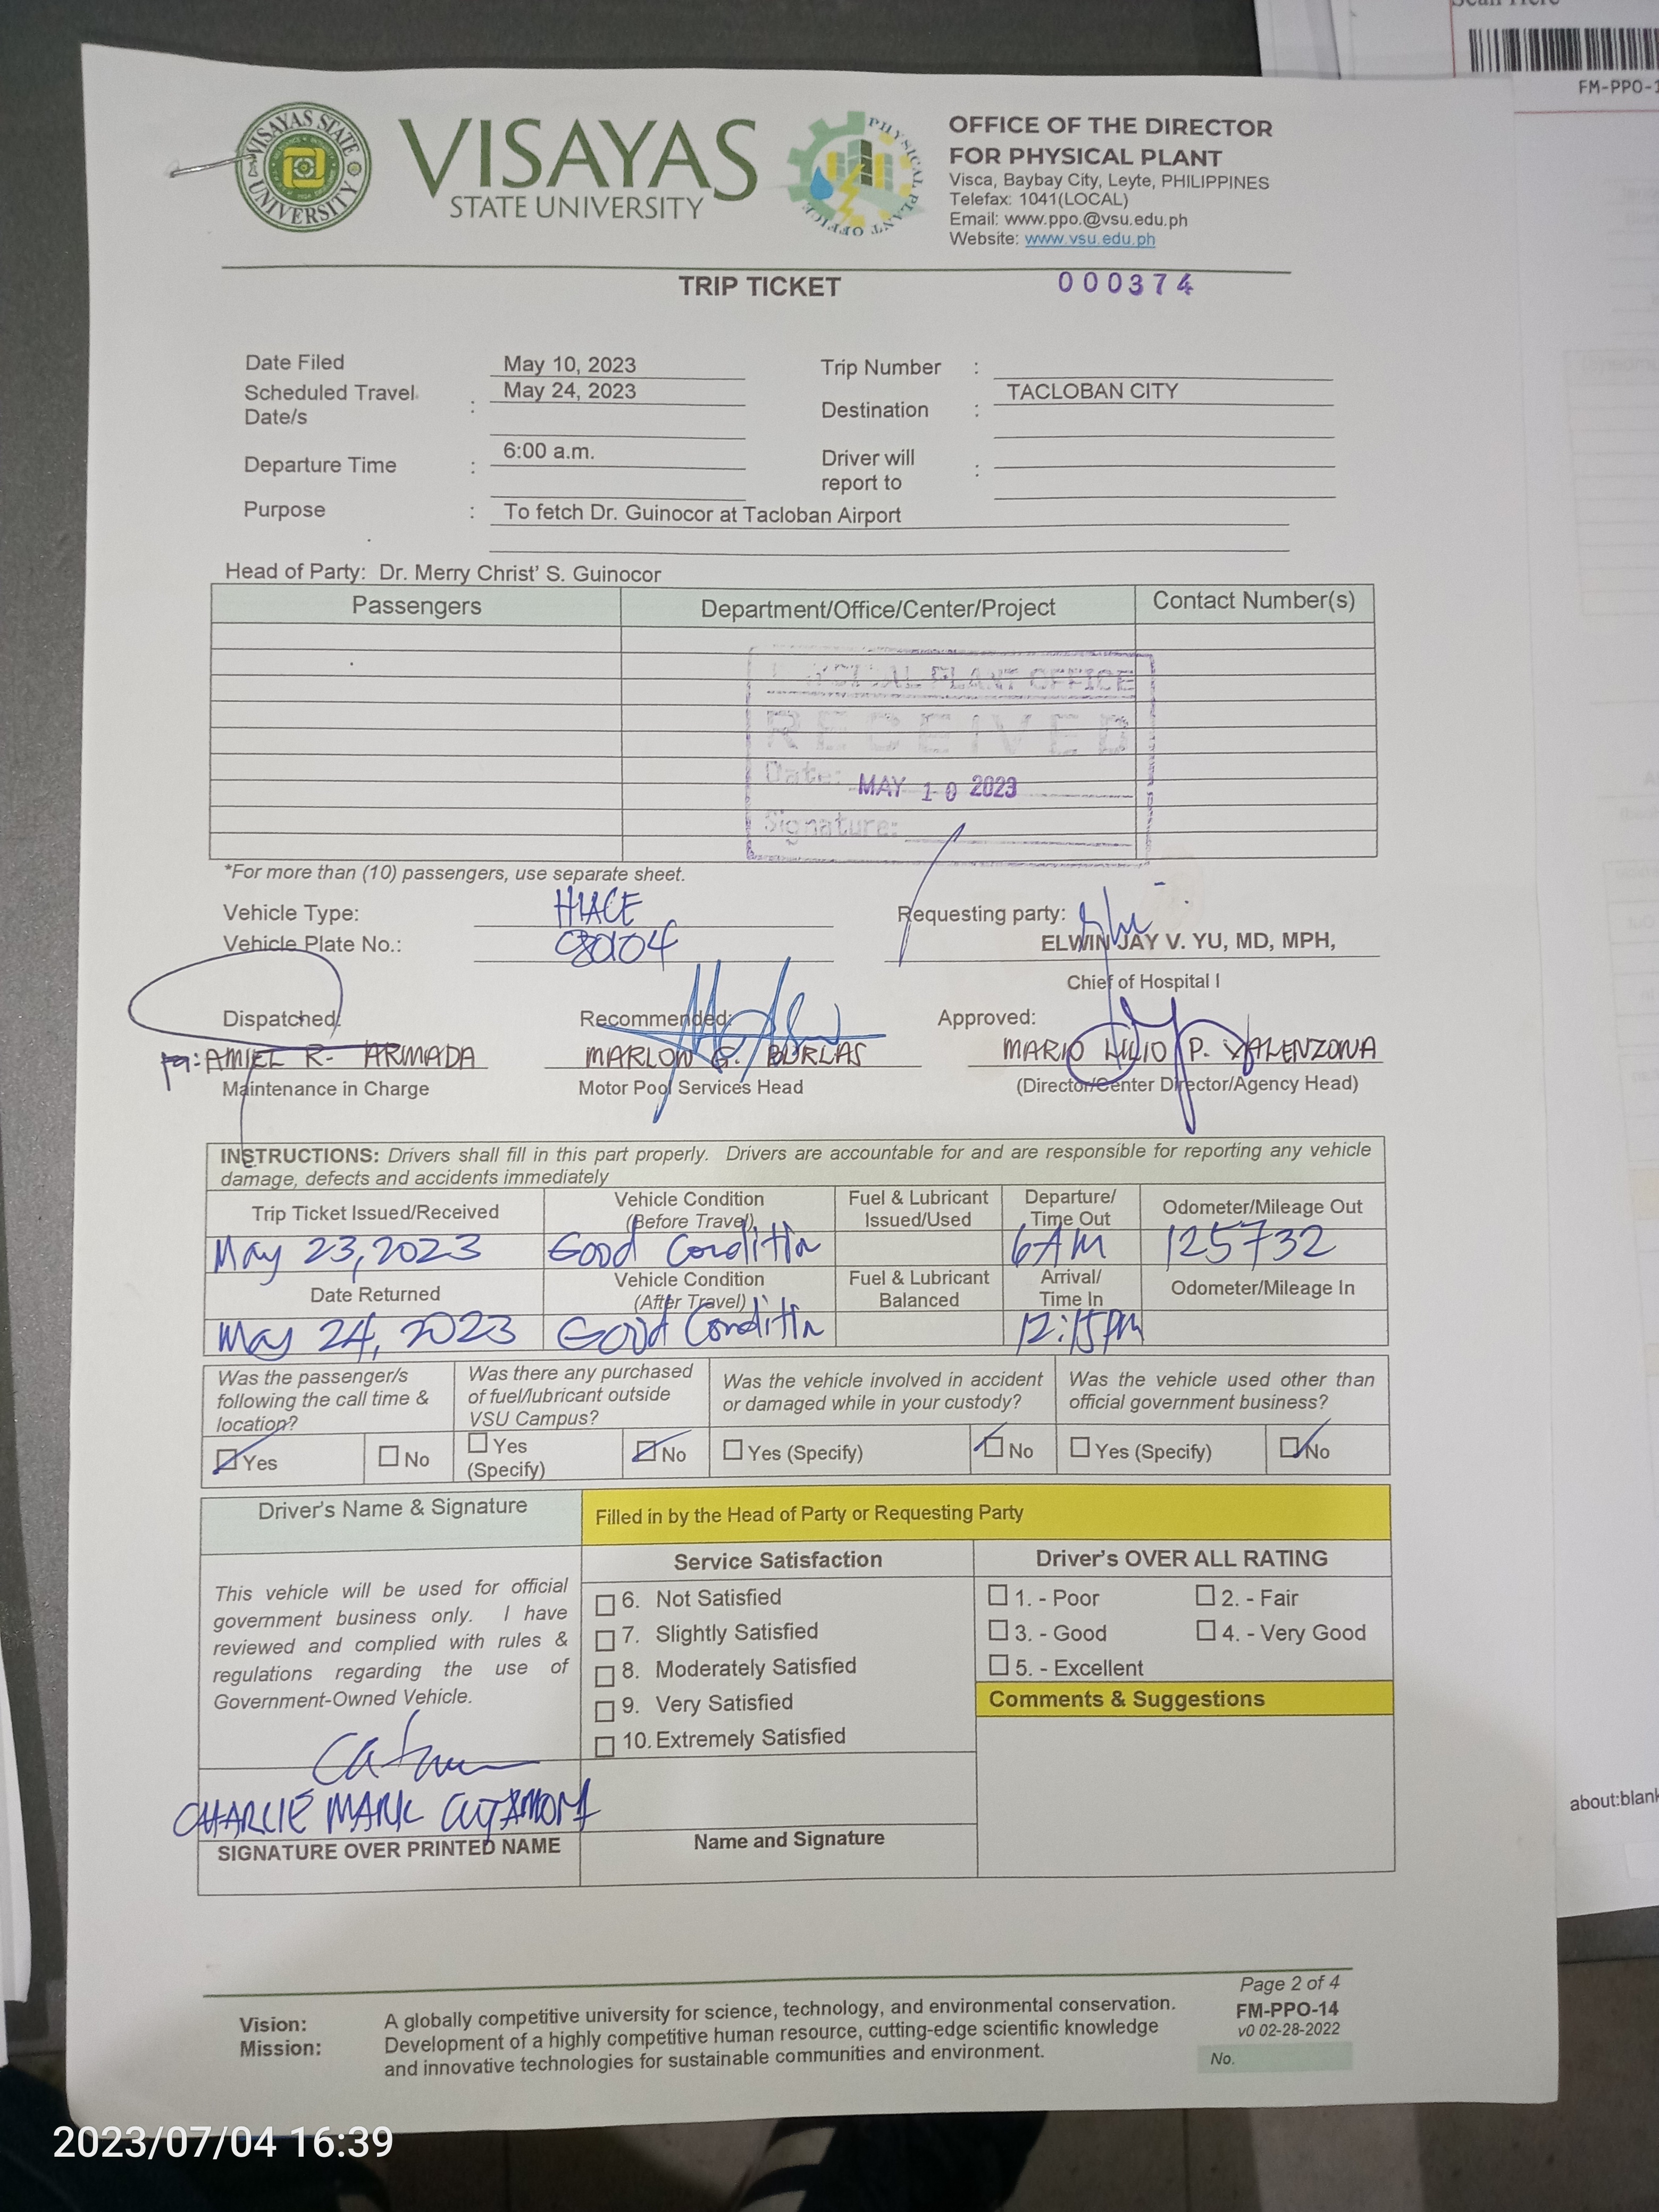 Scan Here
FM-PPO-1
VISAYAS STATE UNIVERSITY
PHYSICAL PLANT OFFICE
VISAYAS
STATE UNIVERSITY
OFFICE OF THE DIRECTOR
FOR PHYSICAL PLANT
Visca, Baybay City, Leyte, PHILIPPINES
Telefax: 1041(LOCAL)
Email: www.ppo.@vsu.edu.ph
Website: www.vsu.edu.ph
TRIP TICKET 000374
Date Filed May 10, 2023 Trip Number :
Scheduled Travel Date/s : May 24, 2023 Destination : TACLOBAN CITY
Departure Time : 6:00 a.m. Driver will report to :
Purpose : To fetch Dr. Guinocor at Tacloban Airport
Head of Party: Dr. Merry Christ' S. Guinocor
Passengers Department/Office/Center/Project Contact Number(s)
PHYSICAL PLANT OFFICE
RECEIVED
Date: MAY 10 2023
Signature:
*For more than (10) passengers, use separate sheet.
Vehicle Type: HIACE Requesting party:
Vehicle Plate No.: ELWIN JAY V. YU, MD, MPH,
Chief of Hospital I
Dispatched: Recommended: Approved:
AMIEL R. ARMADA MARLON G. BURLAS MARIO LILIO P. VALENZONA
Maintenance in Charge Motor Pool Services Head (Director/Center Director/Agency Head)
INSTRUCTIONS: Drivers shall fill in this part properly. Drivers are accountable for and are responsible for reporting any vehicle
damage, defects and accidents immediately
Trip Ticket Issued/Received Vehicle Condition (Before Travel) Fuel & Lubricant Issued/Used Departure/ Time Out Odometer/Mileage Out
May 23, 2023 Good Conditin 6AM 125732
Date Returned Vehicle Condition (After Travel) Fuel & Lubricant Balanced Arrival/ Time In Odometer/Mileage In
May 24, 2023 Good Conditin 12:15pm
Was the passenger/s following the call time & location? Was there any purchased of fuel/lubricant outside VSU Campus? Was the vehicle involved in accident or damaged while in your custody? Was the vehicle used other than official government business?
Yes No Yes (Specify) No Yes (Specify) No Yes (Specify) No
Driver's Name & Signature Filled in by the Head of Party or Requesting Party
Service Satisfaction Driver's OVER ALL RATING
This vehicle will be used for official
government business only. I have
reviewed and complied with rules &
regulations regarding the use of
Government-Owned Vehicle.
6. Not Satisfied
7. Slightly Satisfied
8. Moderately Satisfied
9. Very Satisfied
10. Extremely Satisfied
1. - Poor 2. - Fair
3. - Good 4. - Very Good
5. - Excellent
Comments & Suggestions
CHARLIE MARK
SIGNATURE OVER PRINTED NAME Name and Signature
about:blank
Page 2 of 4
FM-PPO-14
v0 02-28-2022
No.
Vision: A globally competitive university for science, technology, and environmental conservation.
Mission: Development of a highly competitive human resource, cutting-edge scientific knowledge
and innovative technologies for sustainable communities and environment.
2023/07/04 16:39